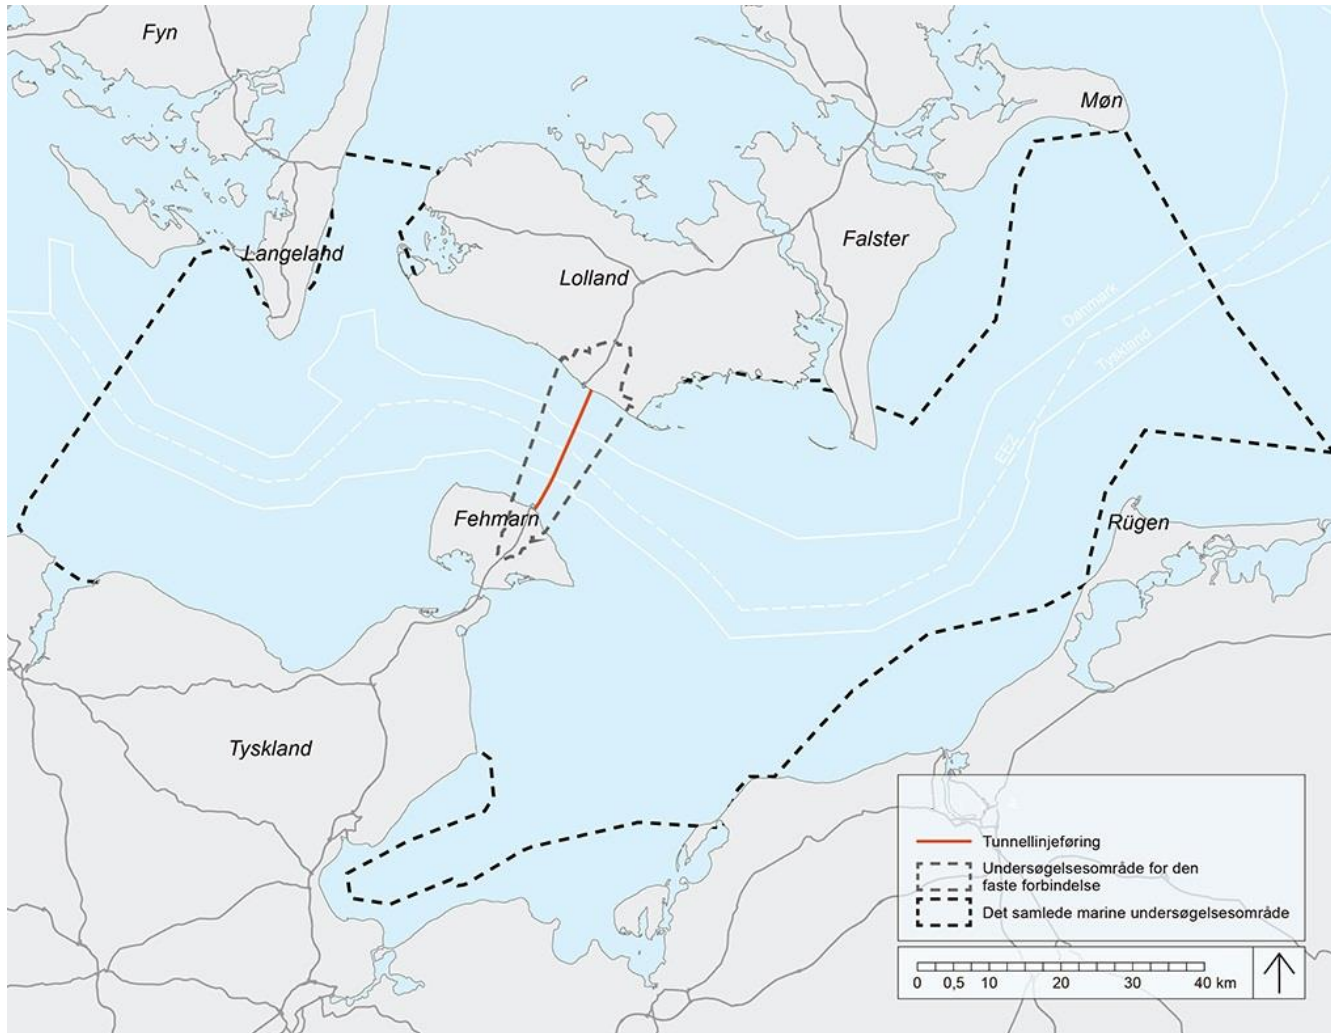 Fyn
Møn
Langeland
Lolland
Falster
Danmark
Tyskland
EEZ
Fehmarn
Rügen
Tyskland
Tunnellinjeføring
Undersøgelsesområde for den
faste forbindelse
Det samlede marine undersøgelsesområde
0 0,5 10 20 30 40 km